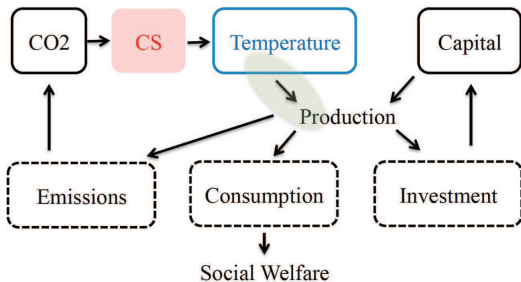 CO2
CS
Temperature
Capital
Production
Emissions
Consumption
Investment
Social Welfare